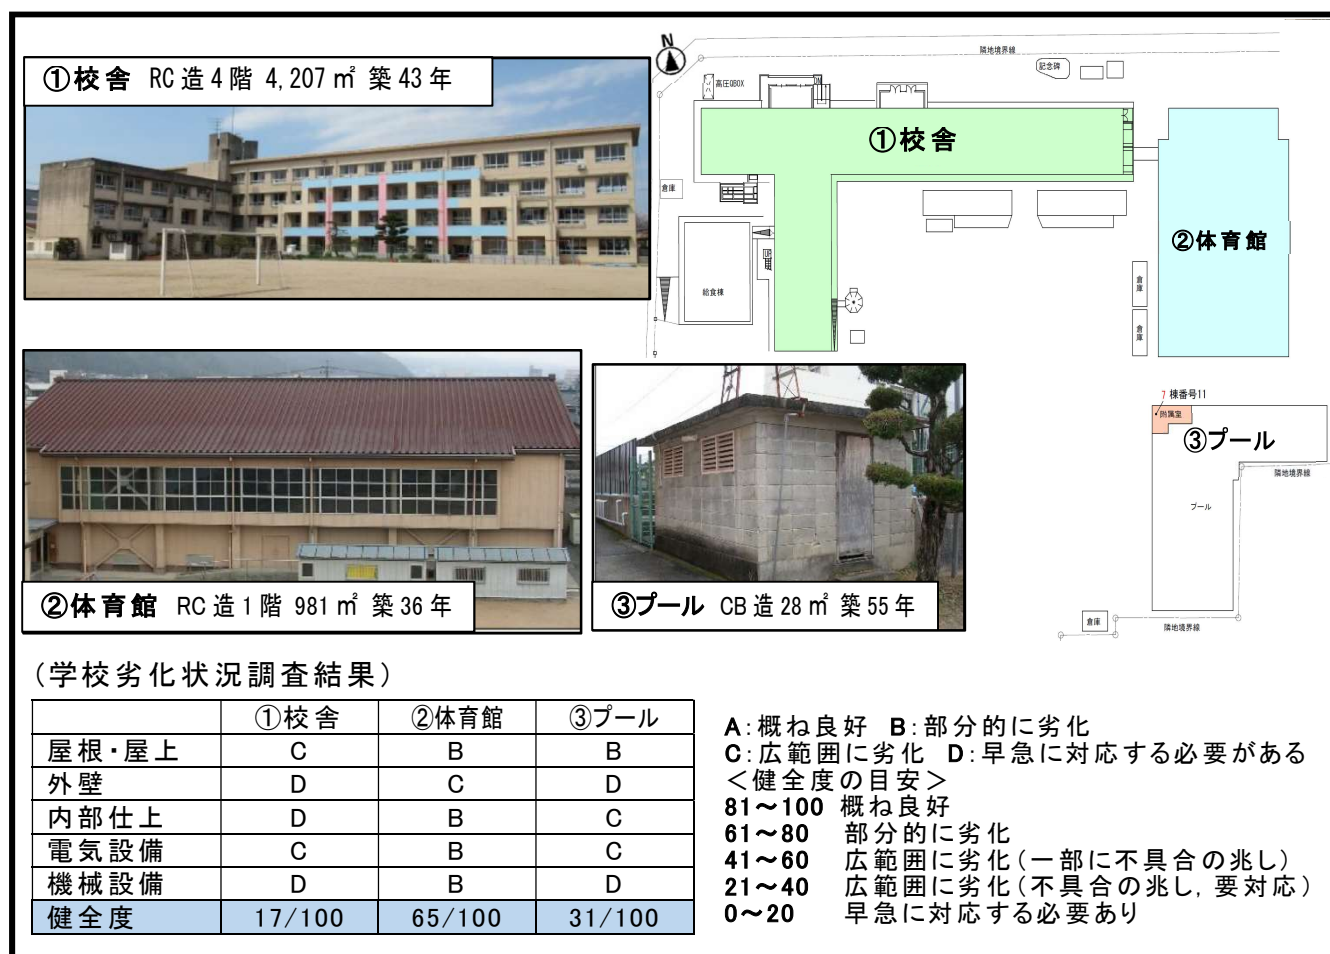 ①校舎 RC造4階 4,207㎡ 築43年
N
隣地境界線
記念碑
高圧QBOX
DN
①校舎
倉庫
②体育館
UP
給食棟
倉庫
倉庫
7 棟番号11
附属室
③プール
隣地境界線
プール
倉庫
隣地境界線
②体育館 RC造1階 981㎡ 築36年
③プール CB造28㎡ 築55年
(学校劣化状況調査結果)
①校舎 ②体育館 ③プール
屋根・屋上 C B B
外壁 D C D
内部仕上 D B C
電気設備 C B C
機械設備 D B D
健全度 17/100 65/100 31/100
A:概ね良好 B:部分的に劣化
C:広範囲に劣化 D:早急に対応する必要がある
<健全度の目安>
81~100 概ね良好
61~80 部分的に劣化
41~60 広範囲に劣化(一部に不具合の兆し)
21~40 広範囲に劣化(不具合の兆し,要対応)
0~20 早急に対応する必要あり